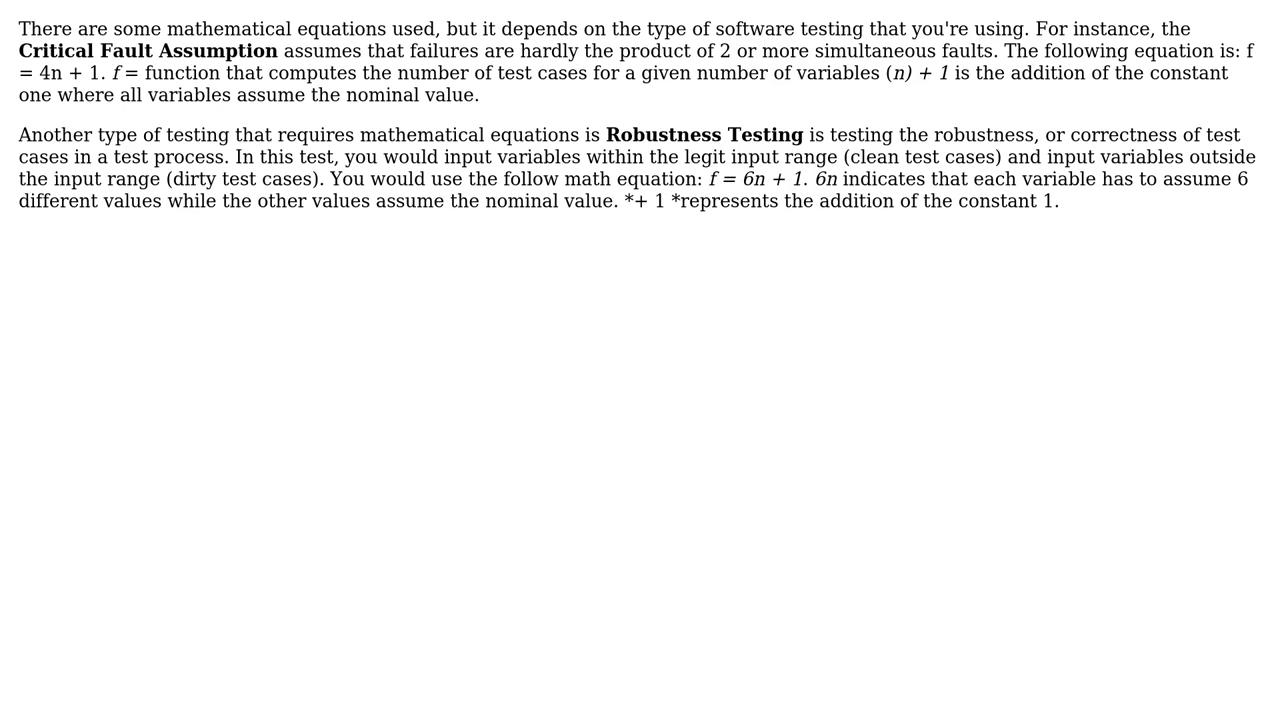 There are some mathematical equations used, but it depends on the type of software testing that you're using. For instance, the
Critical Fault Assumption assumes that failures are hardly the product of 2 or more simultaneous faults. The following equation is: f
= 4n + 1. f = function that computes the number of test cases for a given number of variables (n) + 1 is the addition of the constant
one where all variables assume the nominal value.
Another type of testing that requires mathematical equations is Robustness Testing is testing the robustness, or correctness of test
cases in a test process. In this test, you would input variables within the legit input range (clean test cases) and input variables outside
the input range (dirty test cases). You would use the follow math equation: f = 6n + 1. 6n indicates that each variable has to assume 6
different values while the other values assume the nominal value. *+ 1 *represents the addition of the constant 1.